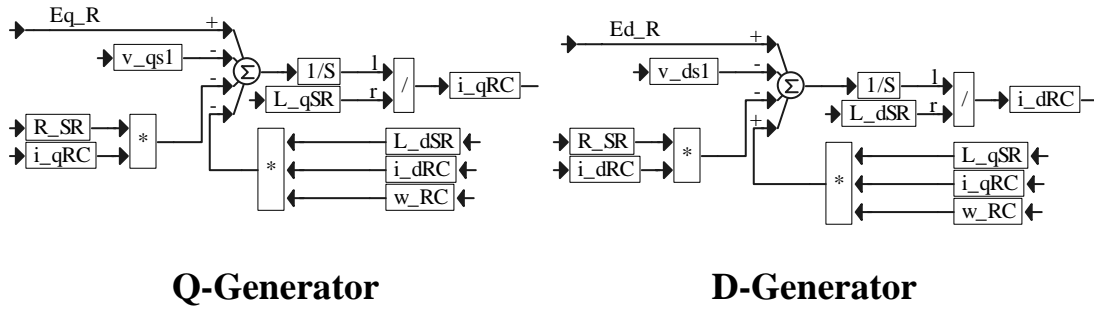 Eq_R
+
v_qs1
-
Σ
1/S
l
/
i_qRC
-
L_qSR
r
-
R_SR
*
i_qRC
L_dSR
*
i_dRC
w_RC
Q-Generator
Ed_R
+
v_ds1
-
Σ
1/S
l
/
i_dRC
-
L_dSR
r
+
R_SR
*
i_dRC
L_qSR
*
i_qRC
w_RC
D-Generator